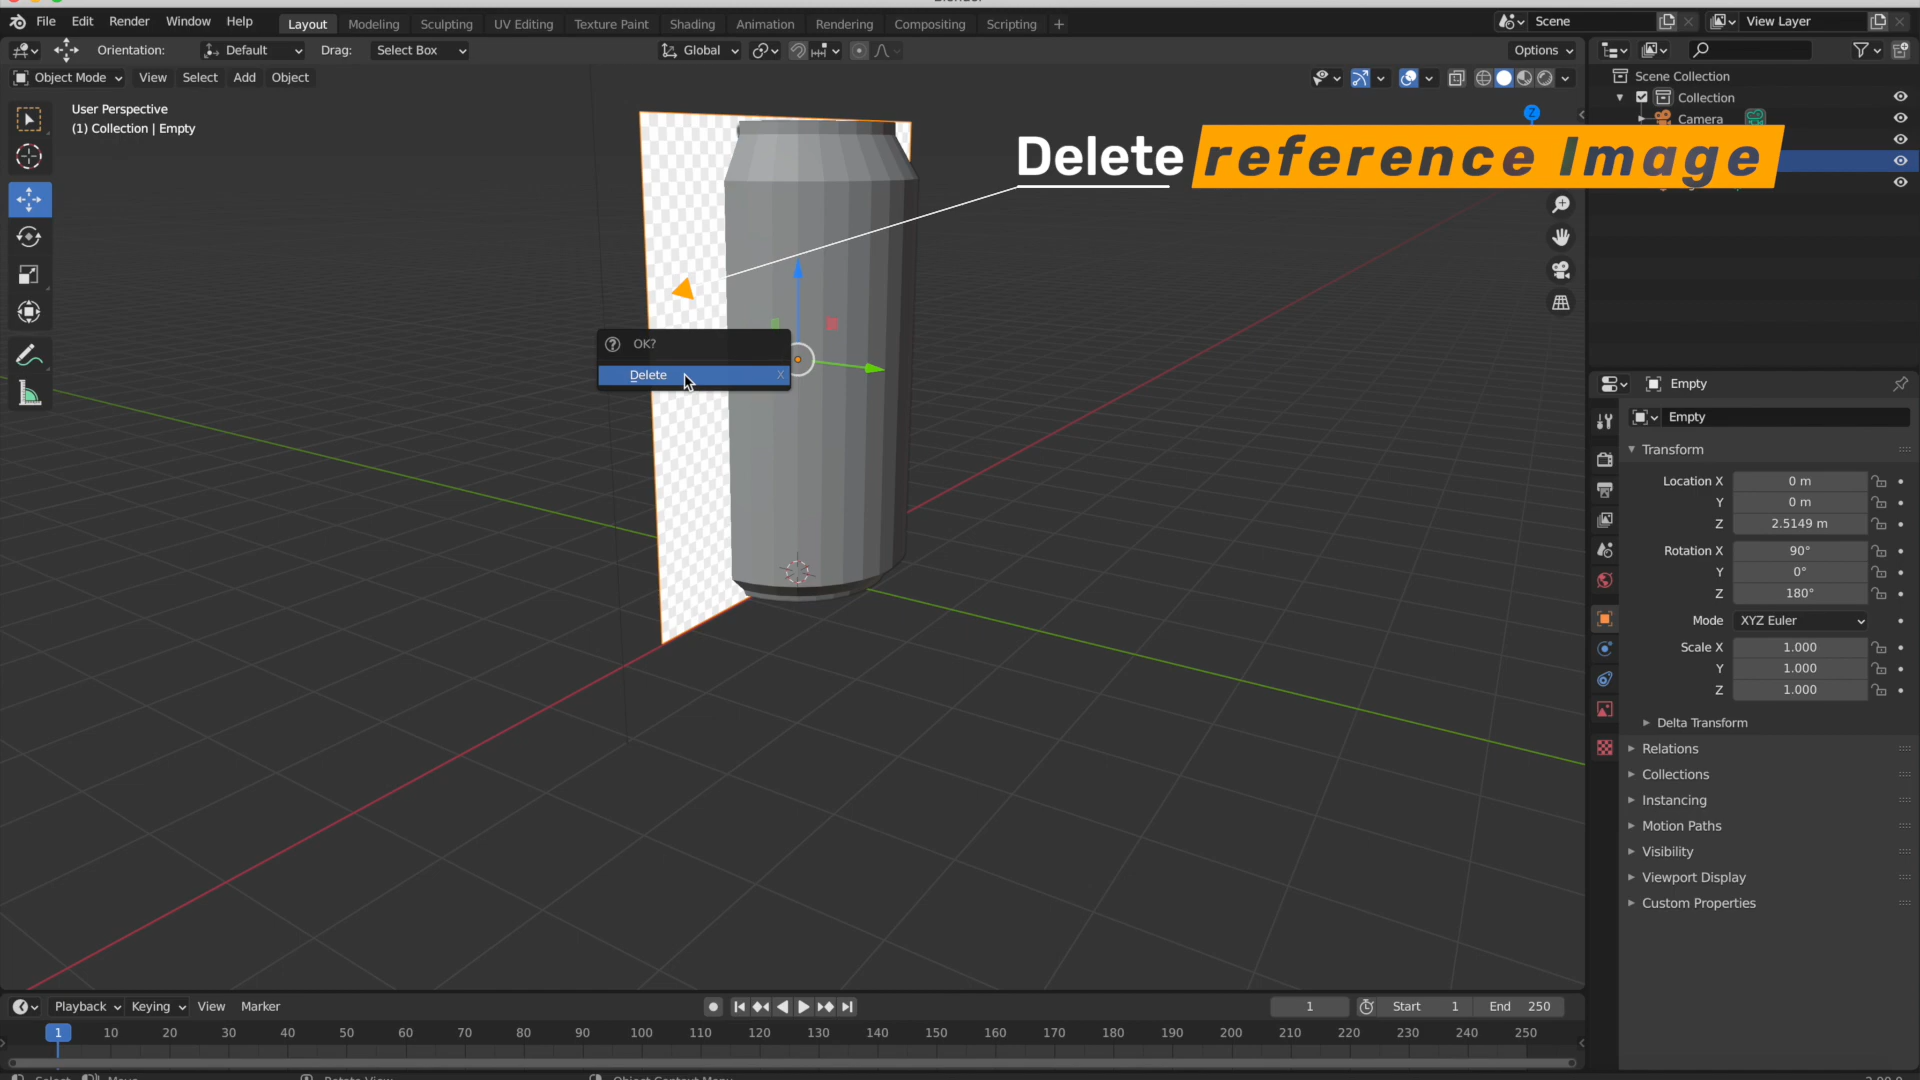 File Edit Render Window Help Layout Modeling Sculpting UV Editing Texture Paint Shading Animation Rendering Compositing Scripting + Scene View Layer
Orientation: Default Drag: Select Box Global Options
Object Mode View Select Add Object
Scene Collection
Collection
Camera
User Perspective
(1) Collection | Empty
Z
Delete reference Image
OK?
Delete X
Empty
Empty
Transform
Location X 0 m
Y 0 m
Z 2.5149 m
Rotation X 90°
Y 0°
Z 180°
Mode XYZ Euler
Scale X 1.000
Y 1.000
Z 1.000
Delta Transform
Relations
Collections
Instancing
Motion Paths
Visibility
Viewport Display
Custom Properties
Playback Keying View Marker 1 Start 1 End 250
1 10 20 30 40 50 60 70 80 90 100 110 120 130 140 150 160 170 180 190 200 210 220 230 240 250